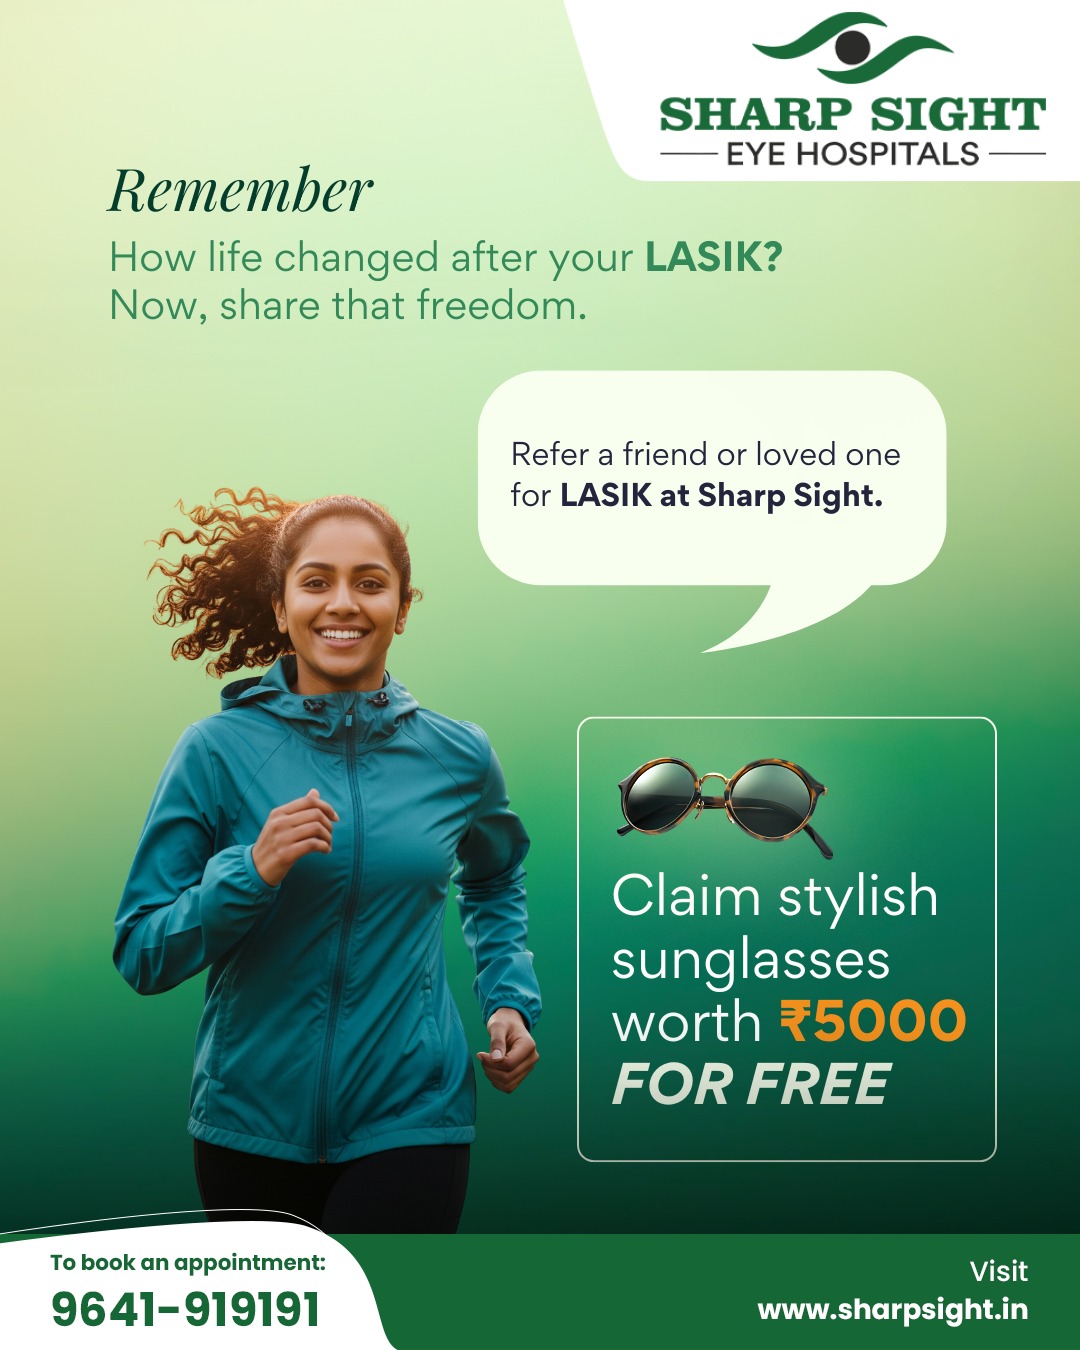 SHARP SIGHT
EYE HOSPITALS
Remember
How life changed after your LASIK?
Now, share that freedom.
Refer a friend or loved one
for LASIK at Sharp Sight.
Claim stylish
sunglasses
worth ₹5000
FOR FREE
To book an appointment:
9641-919191
Visit
www.sharpsight.in